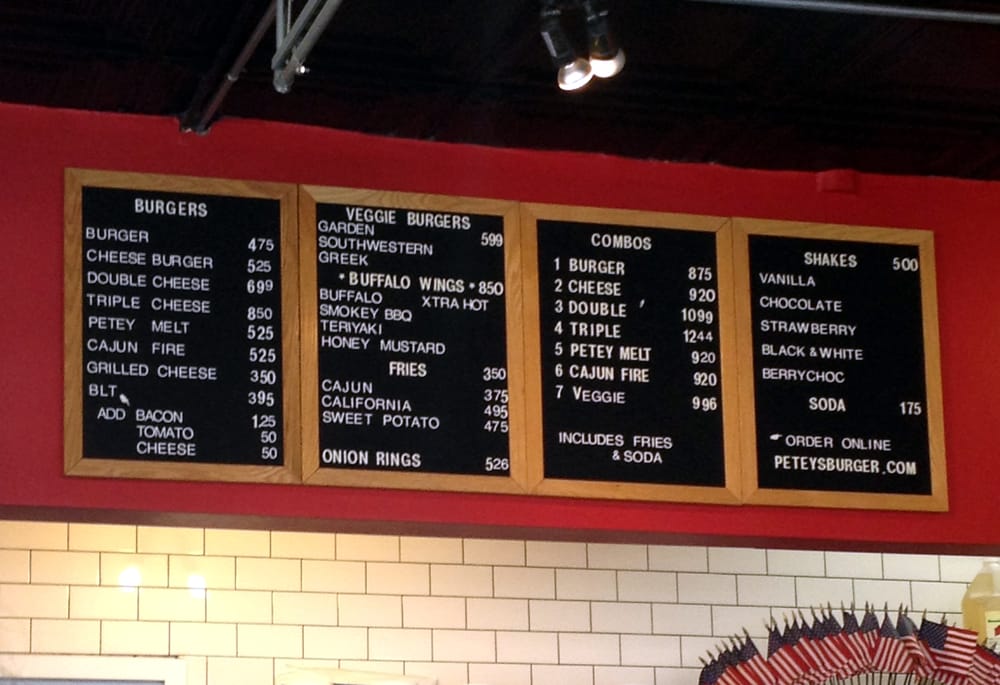 BURGERS
BURGER 475
CHEESE BURGER 525
DOUBLE CHEESE 699
TRIPLE CHEESE 850
PETEY MELT 525
CAJUN FIRE 525
GRILLED CHEESE 350
BLT 395
ADD BACON 125
TOMATO 50
CHEESE 50
VEGGIE BURGERS
GARDEN 599
SOUTHWESTERN
GREEK
* BUFFALO WINGS * 850
BUFFALO XTRA HOT
SMOKEY BBQ
TERIYAKI
HONEY MUSTARD
FRIES 350
CAJUN 375
CALIFORNIA 495
SWEET POTATO 475
ONION RINGS 526
COMBOS
1 BURGER 875
2 CHEESE 920
3 DOUBLE 1099
4 TRIPLE 1244
5 PETEY MELT 920
6 CAJUN FIRE 920
7 VEGGIE 996
INCLUDES FRIES
& SODA
SHAKES 500
VANILLA
CHOCOLATE
STRAWBERRY
BLACK & WHITE
BERRYCHOC
SODA 175
ORDER ONLINE
PETEYSBURGER.COM